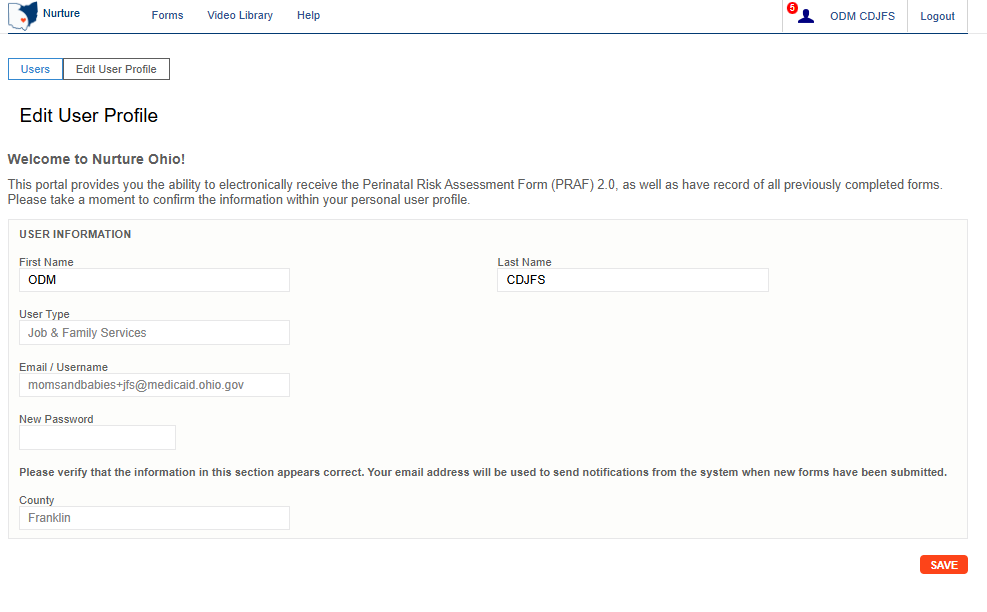 Nurture
Forms
Video Library
Help
5
ODM CDJFS
Logout
Users
Edit User Profile
Edit User Profile
Welcome to Nurture Ohio!
This portal provides you the ability to electronically receive the Perinatal Risk Assessment Form (PRAF) 2.0, as well as have record of all previously completed forms.
Please take a moment to confirm the information within your personal user profile.
USER INFORMATION
First Name
ODM
Last Name
CDJFS
User Type
Job & Family Services
Email / Username
momsandbabies+jfs@medicaid.ohio.gov
New Password
Please verify that the information in this section appears correct. Your email address will be used to send notifications from the system when new forms have been submitted.
County
Franklin
SAVE